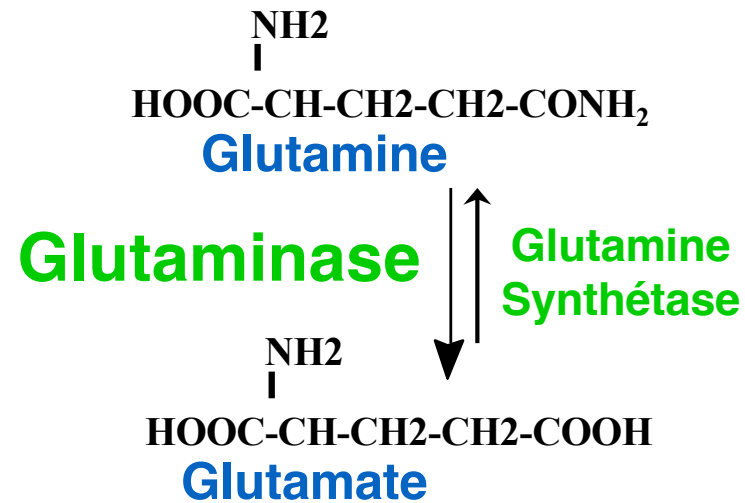 NH2
HOOC-CH-CH2-CH2-CONH₂
Glutamine
Glutaminase
Glutamine
Synthétase
NH2
HOOC-CH-CH2-CH2-COOH
Glutamate